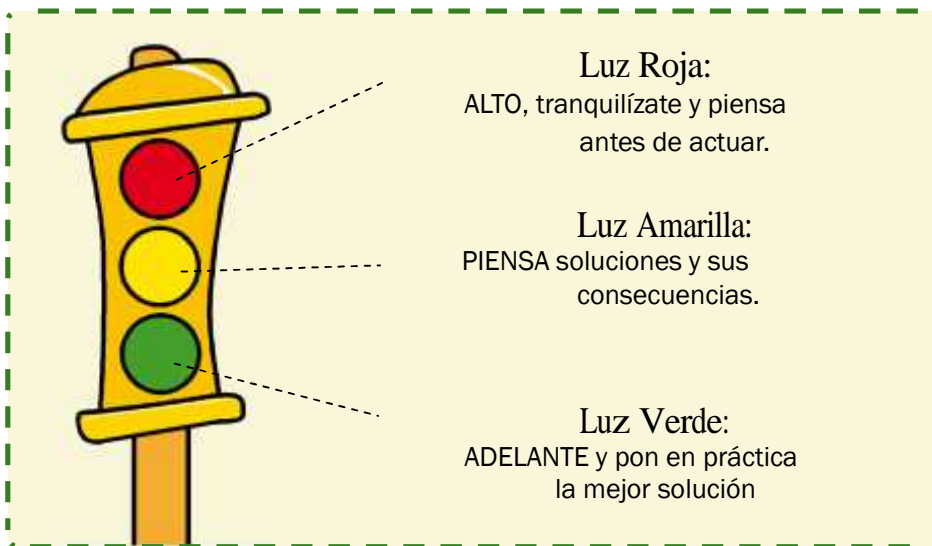 Luz Roja:
ALTO, tranquilízate y piensa
antes de actuar.
Luz Amarilla:
PIENSA soluciones y sus
consecuencias.
Luz Verde:
ADELANTE y pon en práctica
la mejor solución